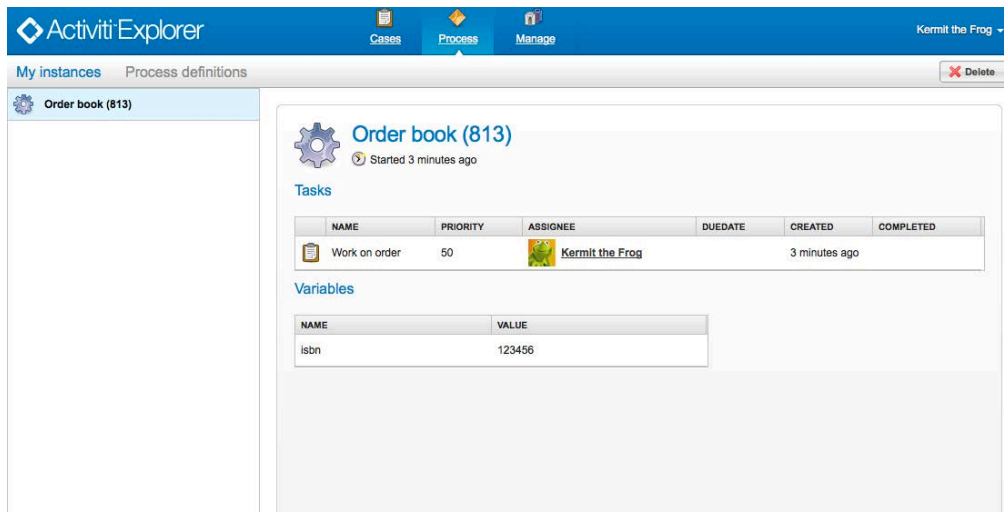 Activiti Explorer
Cases
Process
Manage
Kermit the Frog
My instances
Process definitions
Delete
Order book (813)
Order book (813)
Started 3 minutes ago
Tasks
NAME PRIORITY ASSIGNEE DUEDATE CREATED COMPLETED
Work on order 50 Kermit the Frog 3 minutes ago
Variables
NAME VALUE
isbn 123456